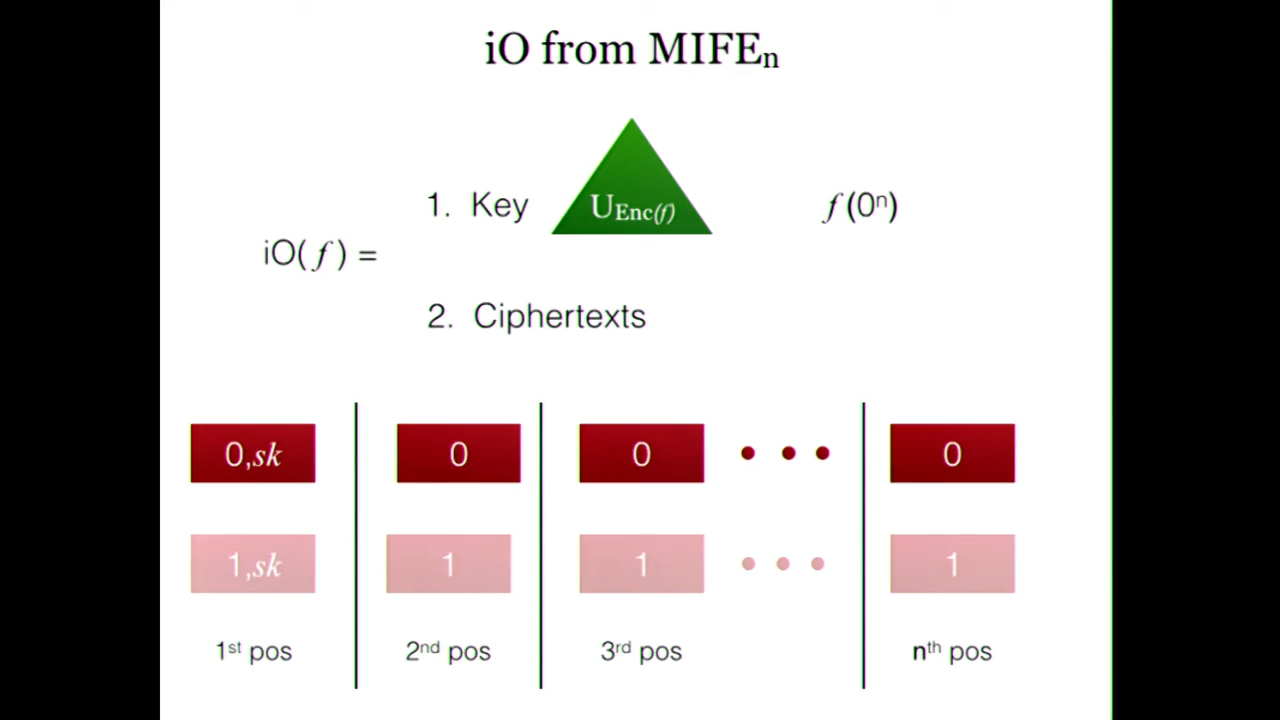 iO from MIFEₙ
1. Key U_Enc(f) f(0ⁿ)
iO( f ) =
2. Ciphertexts
0,sk 0 0 • • • 0
1,sk 1 1 • • • 1
1ˢᵗ pos 2ⁿᵈ pos 3ʳᵈ pos nᵗʰ pos